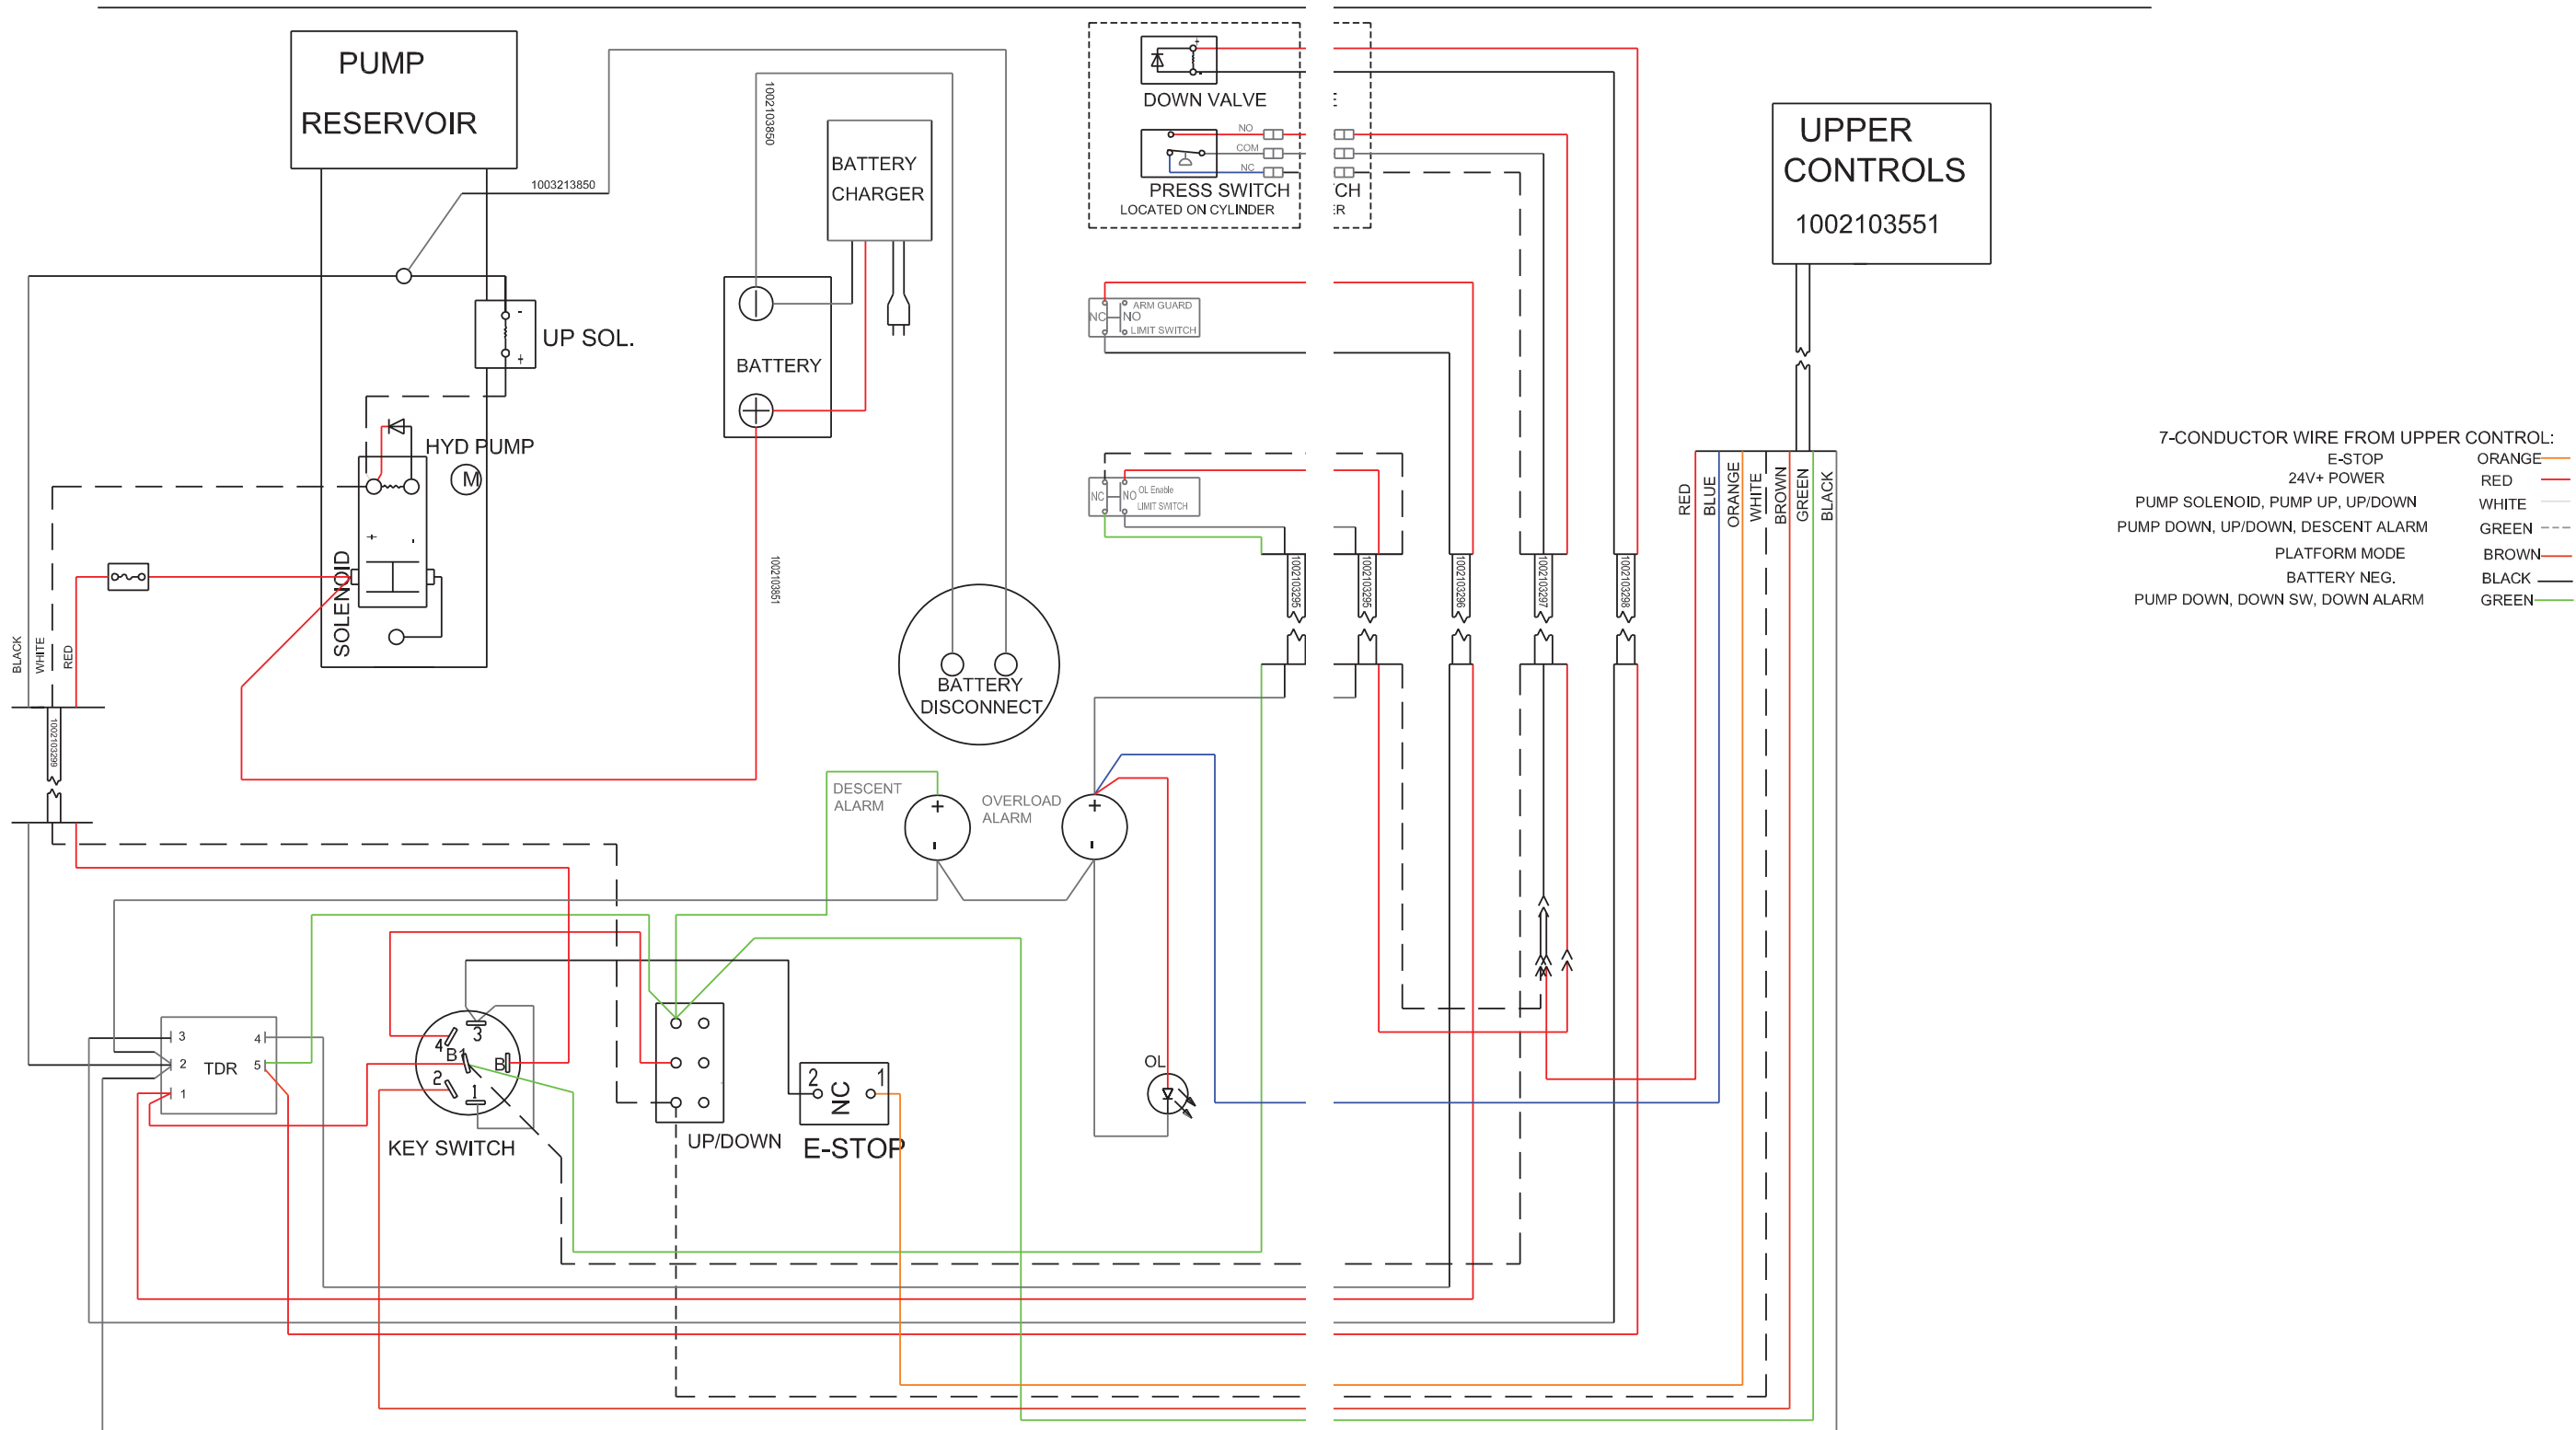 PUMP
RESERVOIR
1003213850
1002103850
BATTERY
CHARGER
+
-
DOWN VALVE
E
NO
COM
NC
PRESS SWITCH
CH
LOCATED ON CYLINDER
ER
UPPER
CONTROLS
1002103551
-
+
UP SOL.
BATTERY
NC
NO
ARM GUARD
LIMIT SWITCH
HYD PUMP
M
+
-
SOLENOID
1002103851
NC
NO
OL Enable
LIMIT SWITCH
1002103295
1002103295
1002103296
1002103297
1002103298
RED
BLUE
ORANGE
WHITE
BROWN
GREEN
BLACK
7-CONDUCTOR WIRE FROM UPPER CONTROL:
E-STOP ORANGE
24V+ POWER RED
PUMP SOLENOID, PUMP UP, UP/DOWN WHITE
PUMP DOWN, UP/DOWN, DESCENT ALARM GREEN
PLATFORM MODE BROWN
BATTERY NEG. BLACK
PUMP DOWN, DOWN SW, DOWN ALARM GREEN
BLACK
WHITE
RED
1002103299
BATTERY
DISCONNECT
DESCENT
ALARM
+
-
OVERLOAD
ALARM
+
-
3
2
1
TDR
4
5
3
4
B1
B
2
1
KEY SWITCH
UP/DOWN
2
NC
1
E-STOP
OL